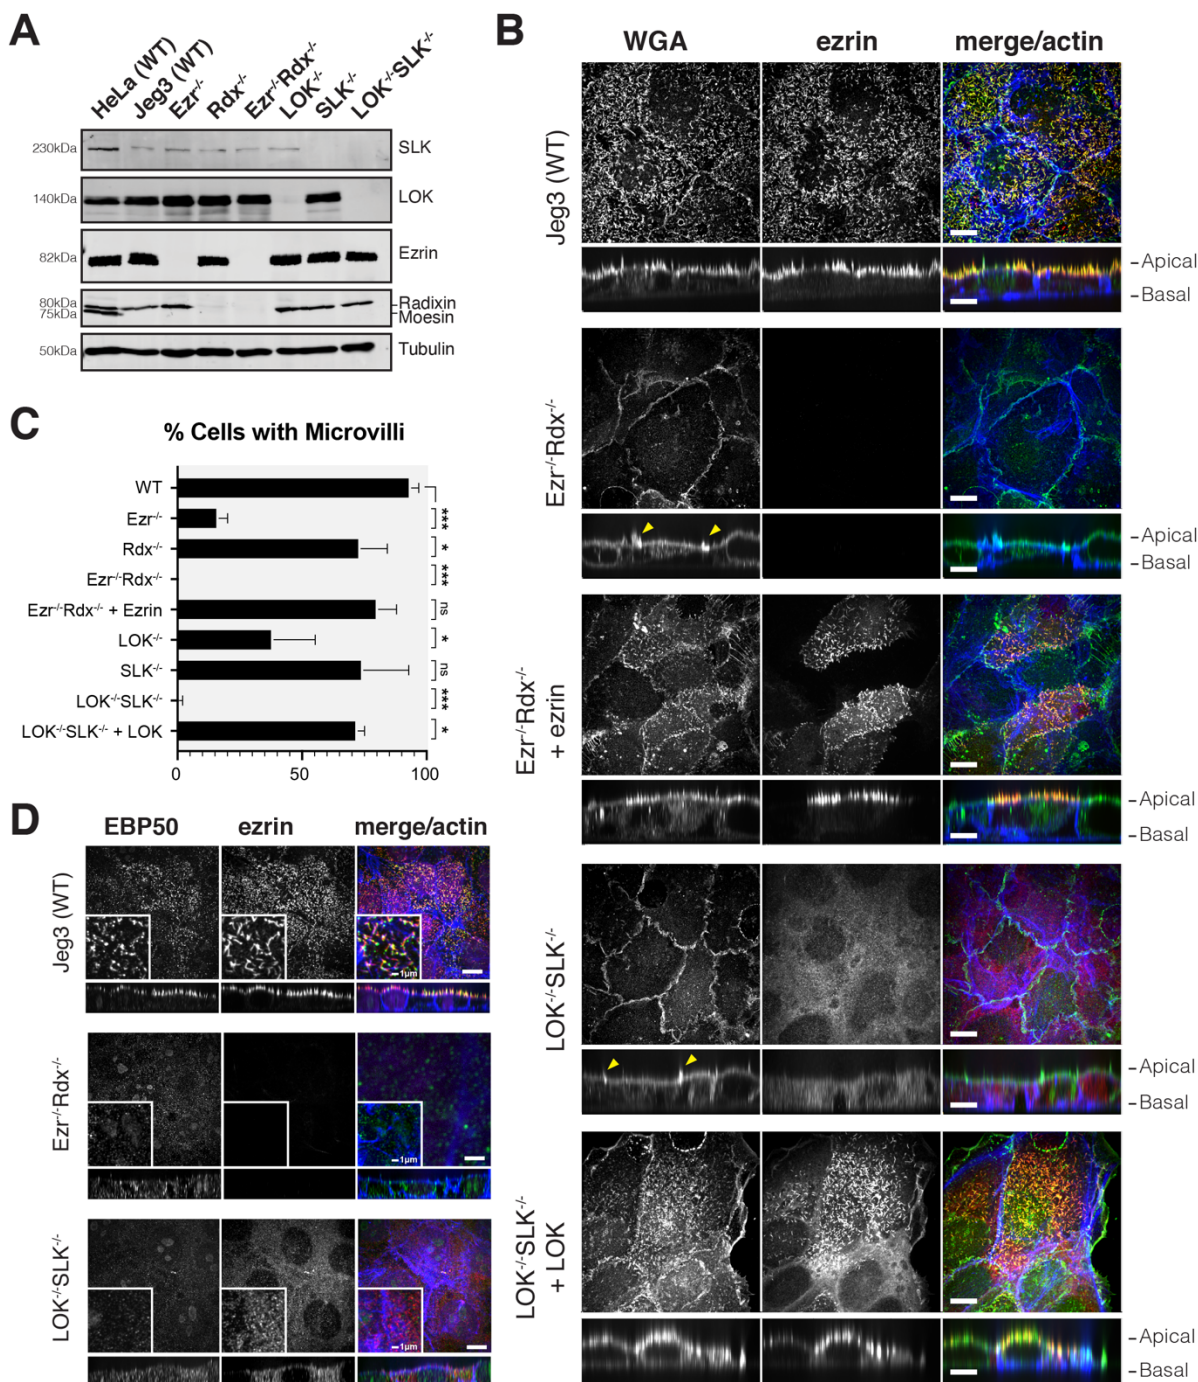 A
HeLa (WT)
Jeg3 (WT)
Ezr-/-
Rdx-/-
Ezr-/-Rdx-/-
LOK-/-
SLK-/-
LOK-/-SLK-/-
230kDa
SLK
140kDa
LOK
82kDa
Ezrin
80kDa
Radixin
75kDa
Moesin
50kDa
Tubulin
B
WGA ezrin merge/actin
Jeg3 (WT)
-Apical
-Basal
Ezr-/-Rdx-/-
-Apical
-Basal
Ezr-/-Rdx-/-
+ ezrin
-Apical
-Basal
LOK-/-SLK-/-
-Apical
-Basal
LOK-/-SLK-/-
+ LOK
-Apical
-Basal
C
% Cells with Microvilli
WT
Ezr-/-
***
Rdx-/-
*
Ezr-/-Rdx-/-
***
Ezr-/-Rdx-/- + Ezrin
ns
LOK-/-
*
SLK-/-
ns
LOK-/-SLK-/-
***
LOK-/-SLK-/- + LOK
*
0 50 100
D
EBP50 ezrin merge/actin
Jeg3 (WT)
1µm
Ezr-/-Rdx-/-
1µm
LOK-/-SLK-/-
1µm